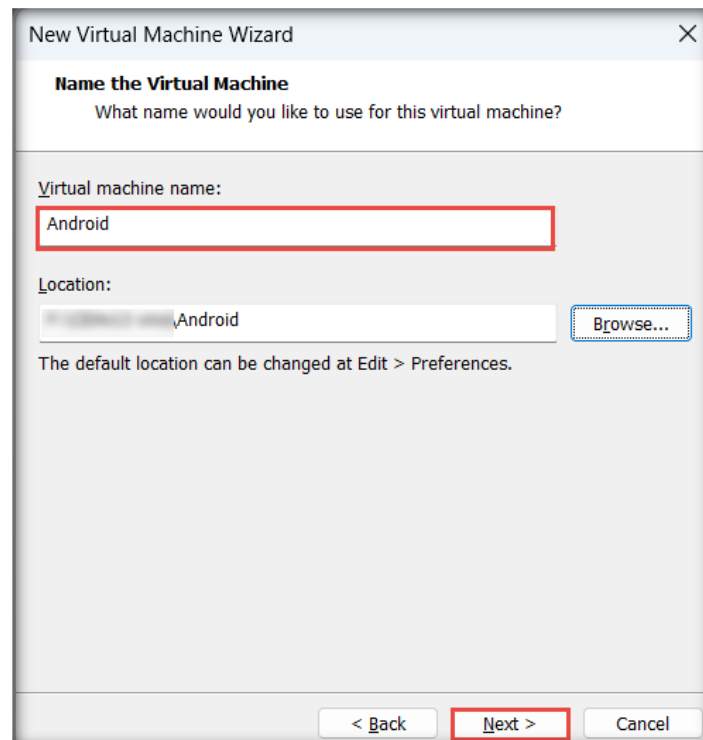 New Virtual Machine Wizard
Name the Virtual Machine
What name would you like to use for this virtual machine?
Virtual machine name:
Android
Location:
\Android
Browse...
The default location can be changed at Edit > Preferences.
< Back
Next >
Cancel